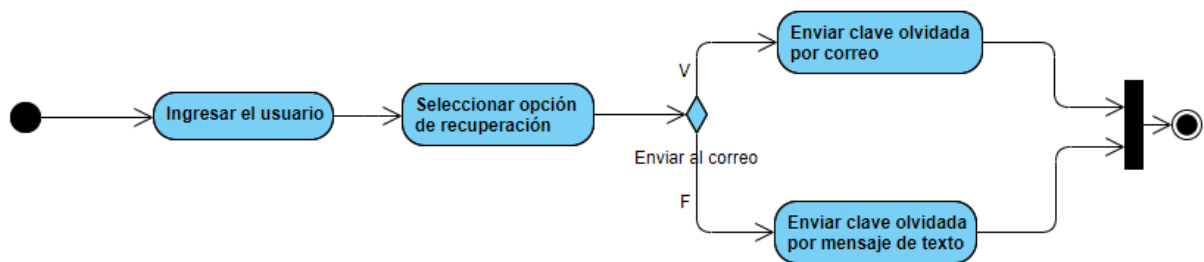 Ingresar el usuario
Seleccionar opción
de recuperación
Enviar al correo
V
Enviar clave olvidada
por correo
F
Enviar clave olvidada
por mensaje de texto